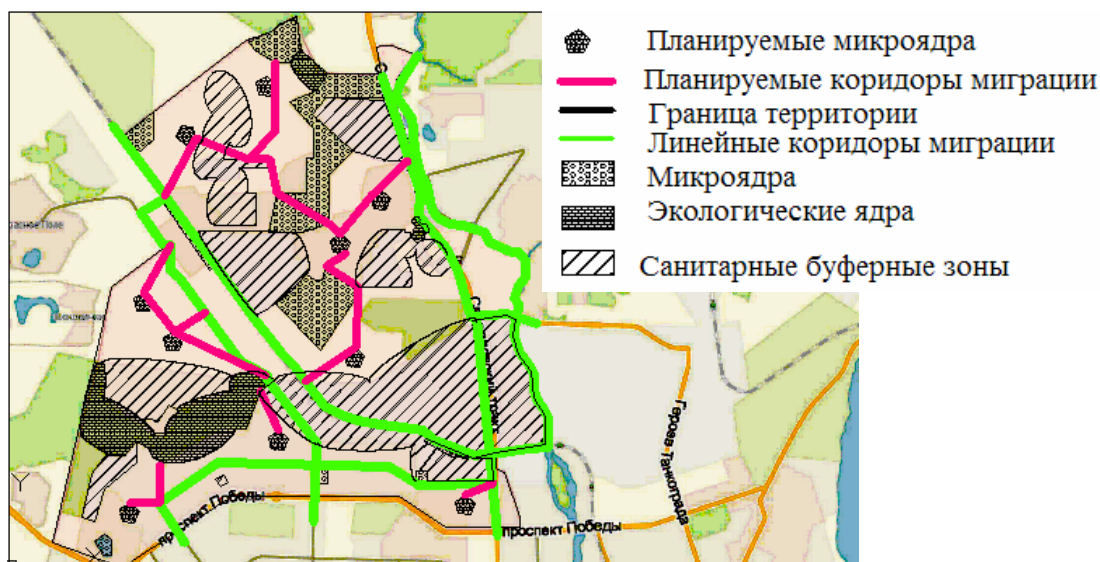 Планируемые микроядра
Планируемые коридоры миграции
Граница территории
Линейные коридоры миграции
Микроядра
Экологические ядра
Санитарные буферные зоны
Героев Танкограда
проспект Победы
проспект Победы